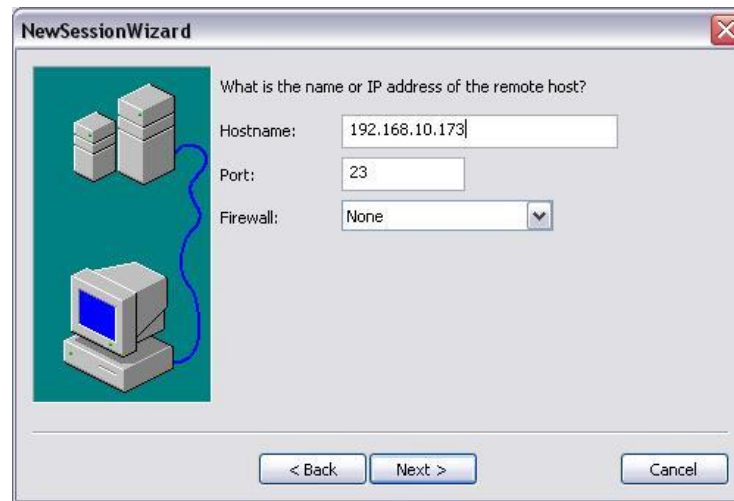 NewSessionWizard
What is the name or IP address of the remote host?
Hostname: 192.168.10.173
Port: 23
Firewall: None
< Back Next > Cancel